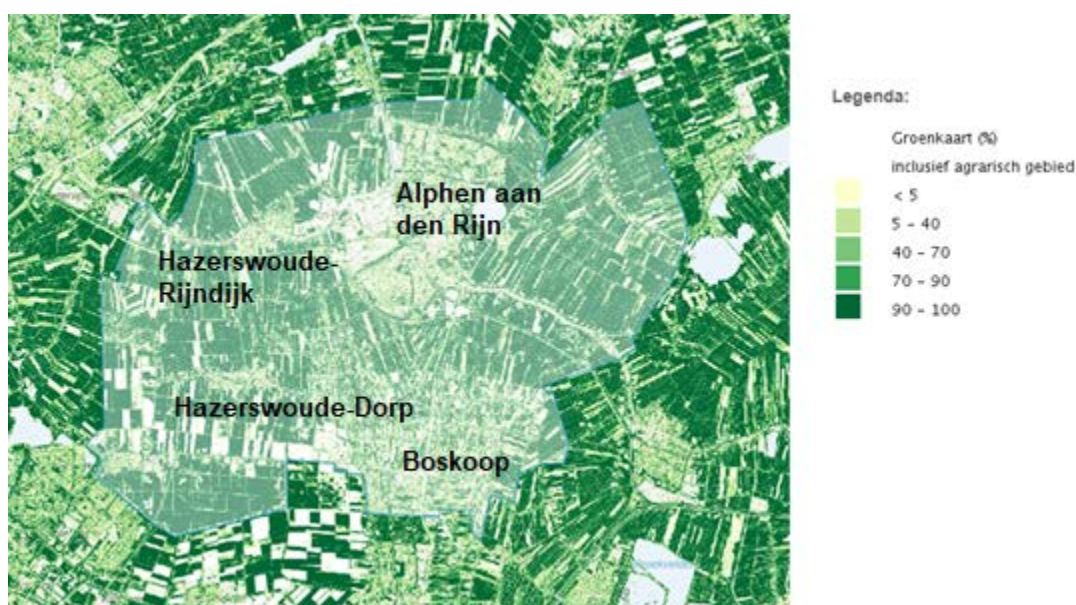 Alphen aan
den Rijn
Hazerswoude-
Rijndijk
Hazerswoude-Dorp
Boskoop
Legenda:
Groenkaart (%)
inclusief agrarisch gebied
< 5
5 - 40
40 - 70
70 - 90
90 - 100